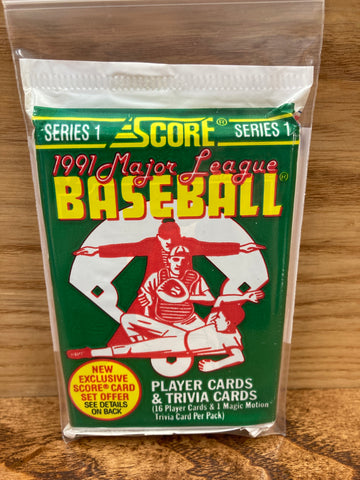 SERIES 1 SCORE® SERIES 1
1991 Major League
BASEBALL®
NEW
EXCLUSIVE
SCORE® CARD
SET OFFER
SEE DETAILS
ON BACK
PLAYER CARDS
& TRIVIA CARDS
(16 Player Cards & 1 Magic Motion™
Trivia Card Per Pack)